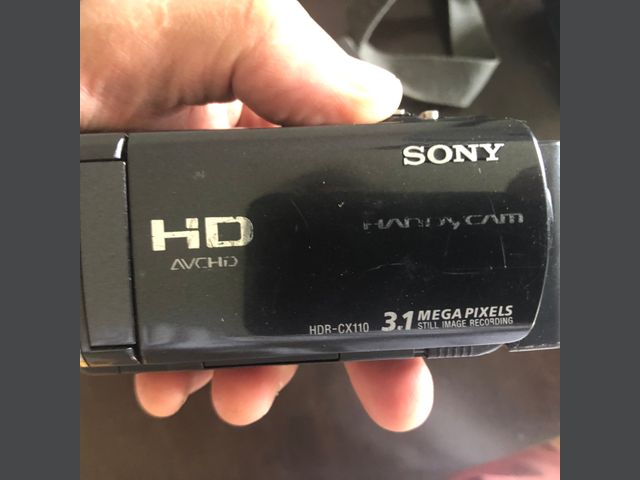 SONY
HANDYCAM
HD
AVCHD
HDR-CX110
3.1 MEGA PIXELS
STILL IMAGE RECORDING